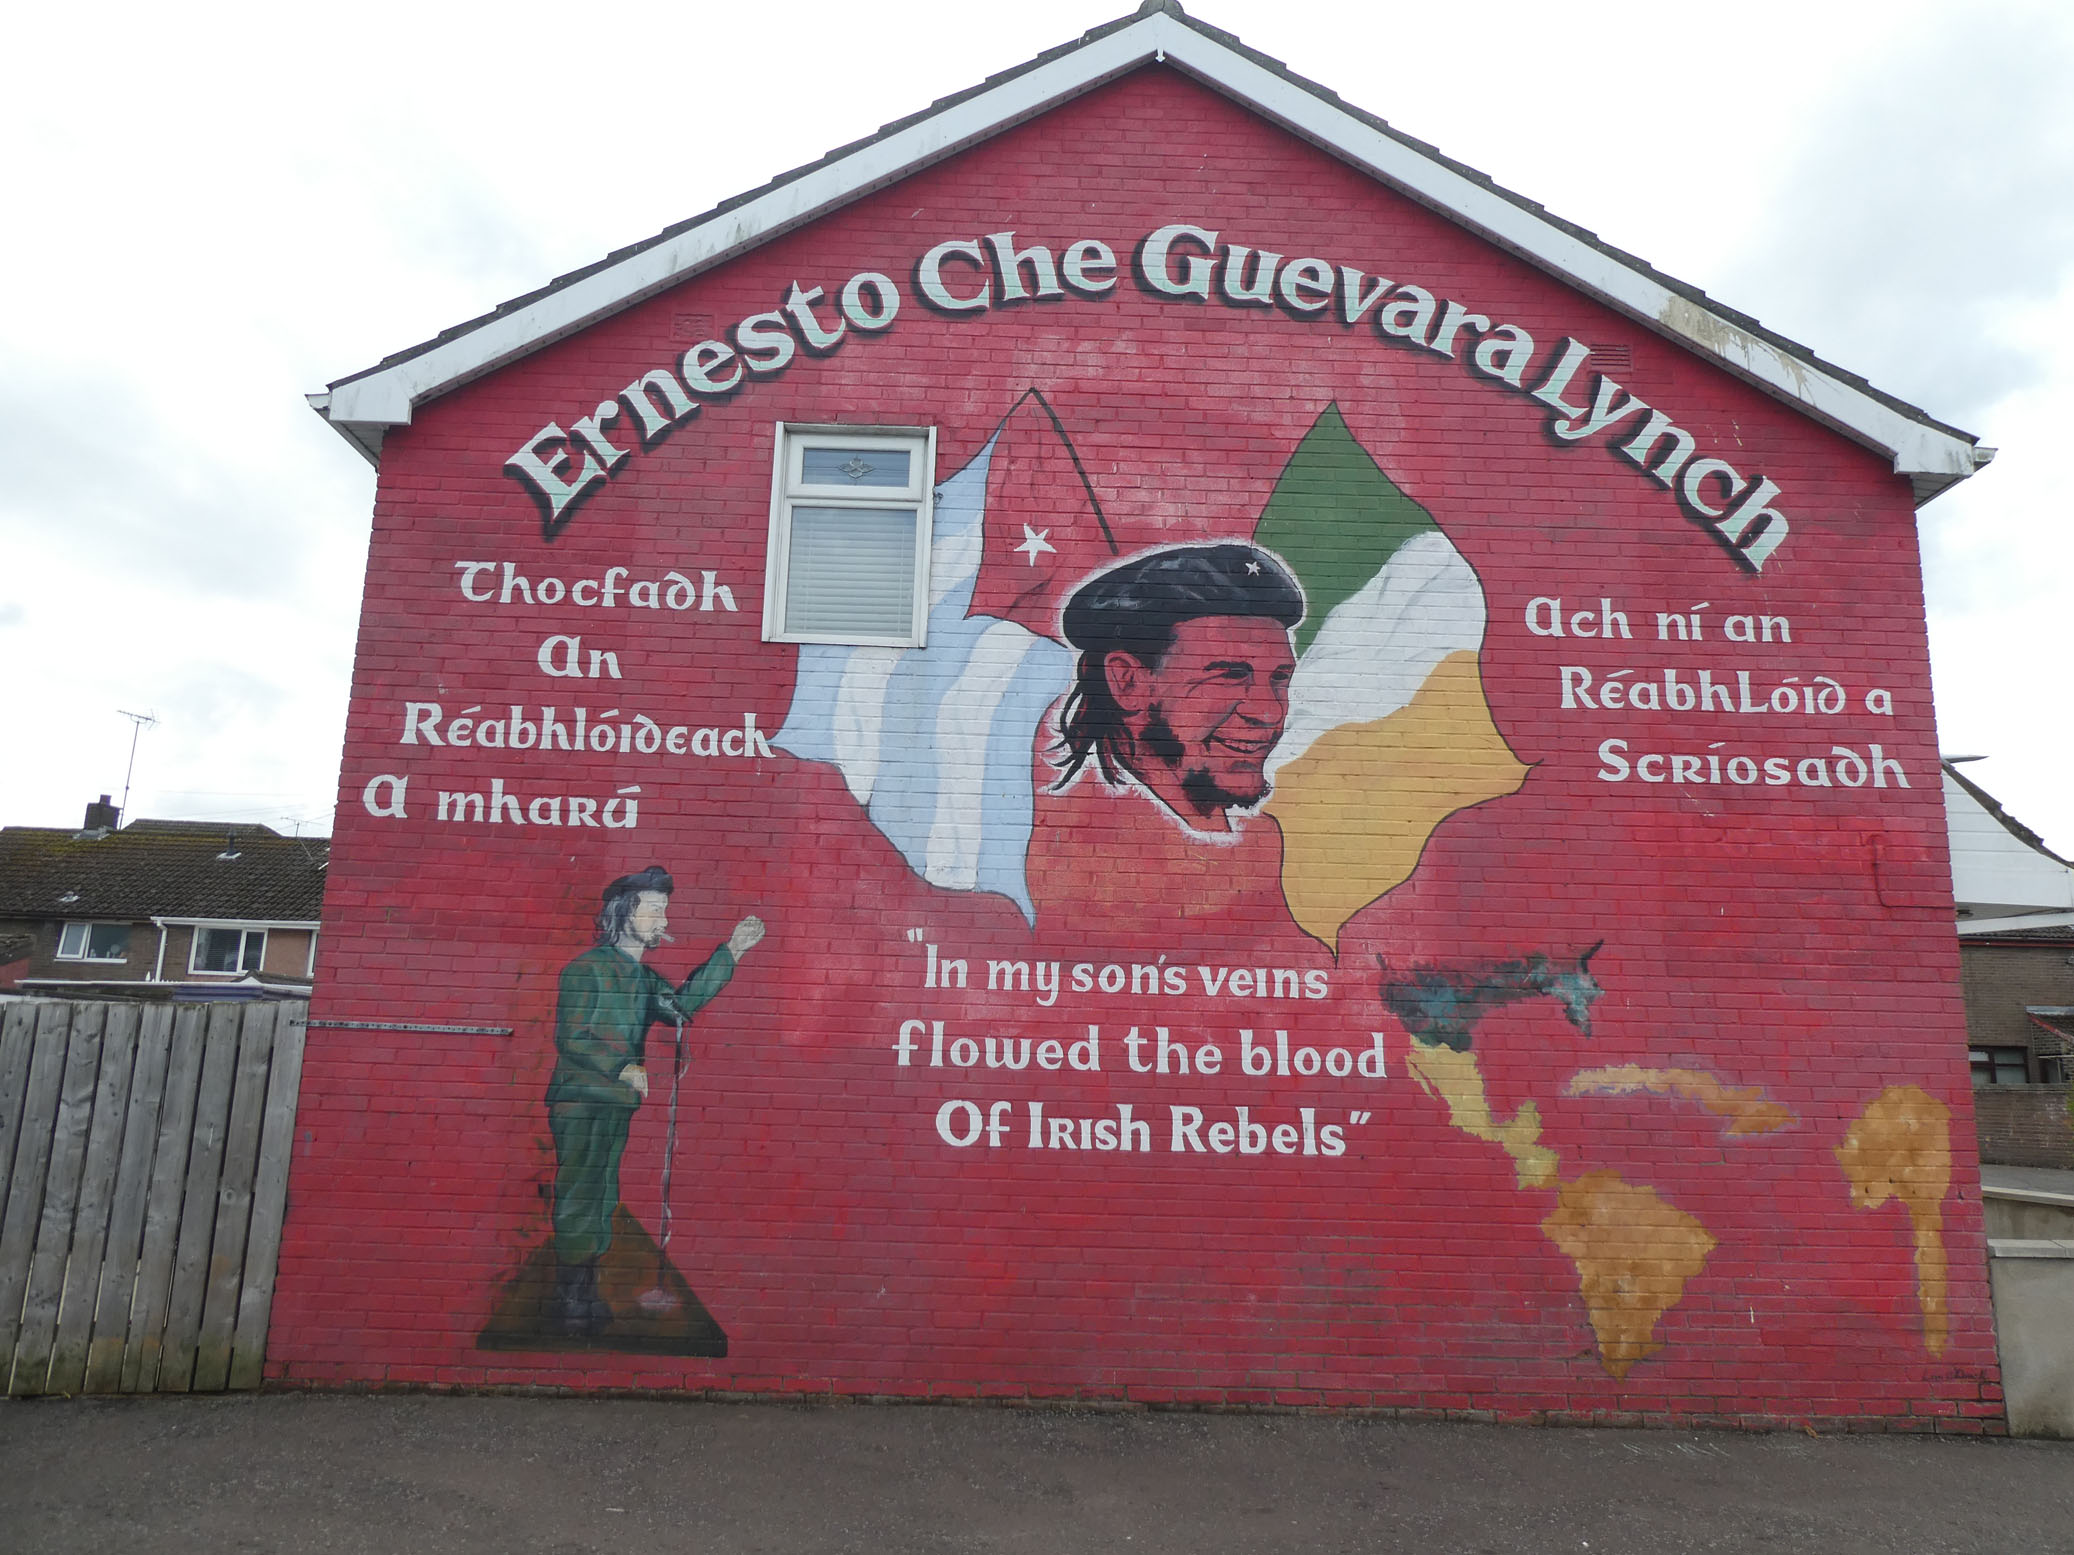 Ernesto Che Guevara Lynch
Thocfadh
An
Réabhlóideach
A mharú
Ach ní an
Réabhlóid a
Scríosadh
"In my son's veins
flowed the blood
Of Irish Rebels"